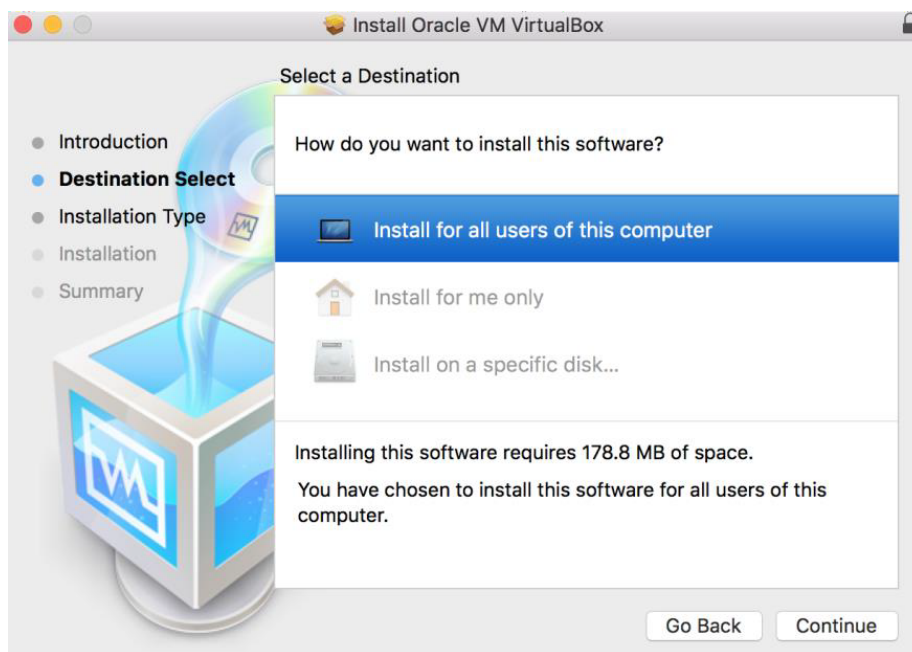 Install Oracle VM VirtualBox
Select a Destination
Introduction
Destination Select
Installation Type
Installation
Summary
How do you want to install this software?
Install for all users of this computer
Install for me only
Install on a specific disk...
Installing this software requires 178.8 MB of space.
You have chosen to install this software for all users of this
computer.
Go Back
Continue